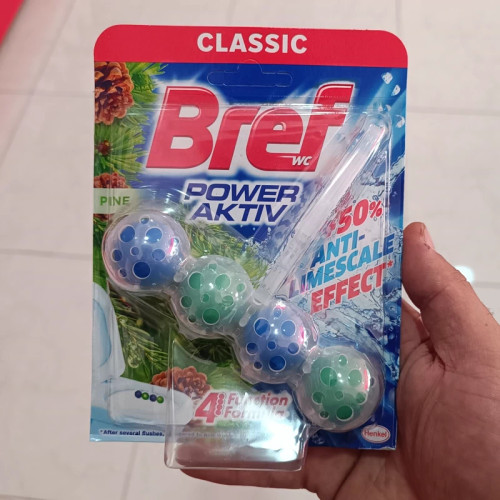 CLASSIC
Bref
WC
POWER
AKTIV
PINE
+50%
ANTI-
LIMESCALE
EFFECT*
4 Function
Formula
*After several flushes.
Henkel